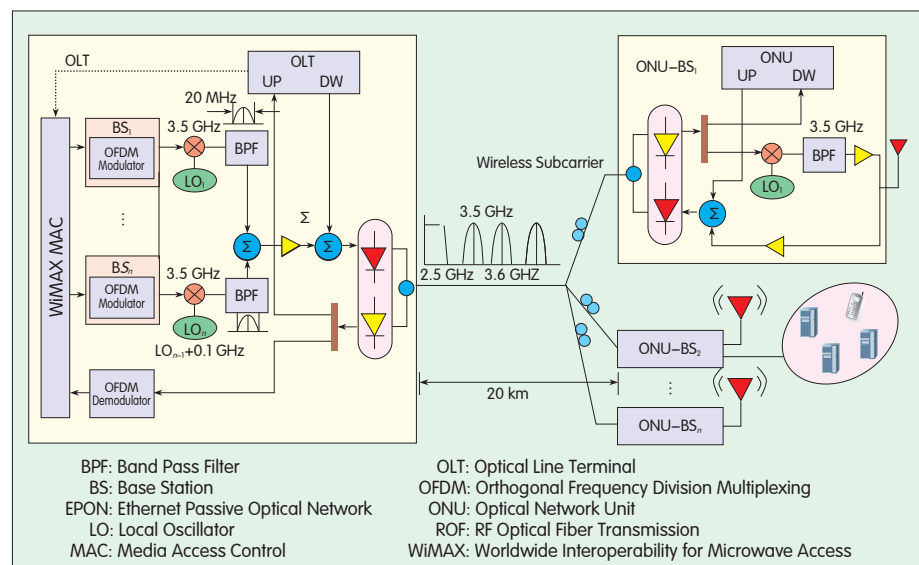 OLT
OLT
UP DW
20 MHz
BS1
OFDM
Modulator
3.5 GHz
BPF
LO1
WiMAX MAC
Σ
Σ
Σ
BSn
OFDM
Modulator
3.5 GHz
BPF
LOn
LOn–1+0.1 GHz
OFDM
Demodulator
Wireless Subcarrier
3.5 GHz
2.5 GHz 3.6 GHZ
20 km
ONU–BS1
ONU
UP DW
3.5 GHz
BPF
LO1
Σ
ONU–BS2
ONU–BSn
BPF: Band Pass Filter
BS: Base Station
EPON: Ethernet Passive Optical Network
LO: Local Oscillator
MAC: Media Access Control
OLT: Optical Line Terminal
OFDM: Orthogonal Frequency Division Multiplexing
ONU: Optical Network Unit
ROF: RF Optical Fiber Transmission
WiMAX: Worldwide Interoperability for Microwave Access